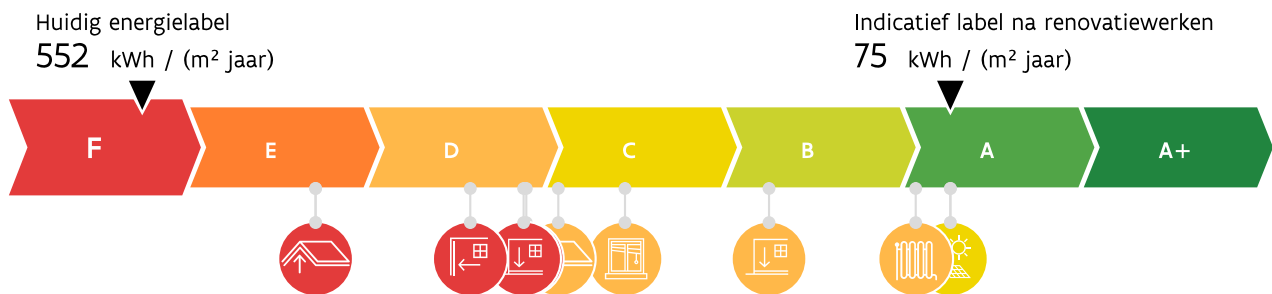 Huidig energielabel
552 kWh / (m² jaar)
Indicatief label na renovatiewerken
75 kWh / (m² jaar)
F E D C B A A+